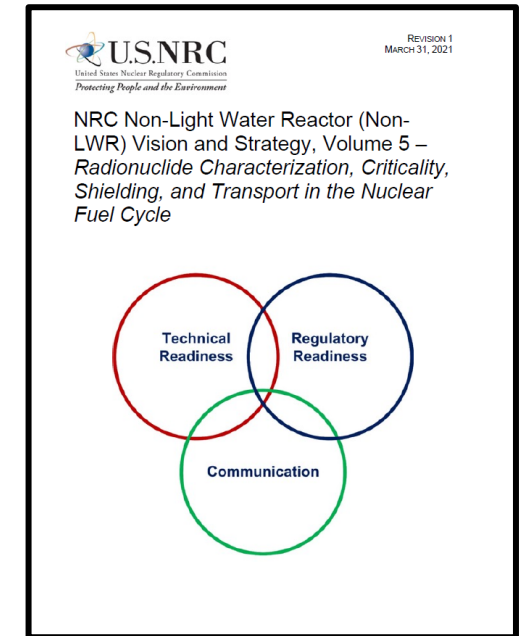 U.S.NRC
United States Nuclear Regulatory Commission
Protecting People and the Environment
REVISION 1
MARCH 31, 2021
NRC Non-Light Water Reactor (Non-
LWR) Vision and Strategy, Volume 5 –
Radionuclide Characterization, Criticality,
Shielding, and Transport in the Nuclear
Fuel Cycle
Technical
Readiness
Regulatory
Readiness
Communication